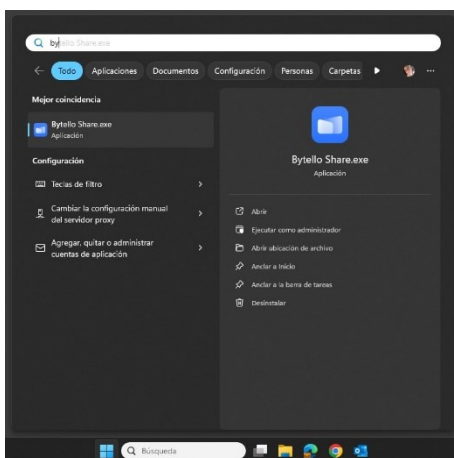 bytello Share.exe
Todo Aplicaciones Documentos Configuración Personas Carpetas
Mejor coincidencia
Bytello Share.exe
Aplicación
Configuración
Teclas de filtro
Cambiar la configuración manual
del servidor proxy
Agregar, quitar o administrar
cuentas de aplicación
Bytello Share.exe
Aplicación
Abrir
Ejecutar como administrador
Abrir ubicación de archivo
Anclar a Inicio
Anclar a la barra de tareas
Desinstalar
Búsqueda